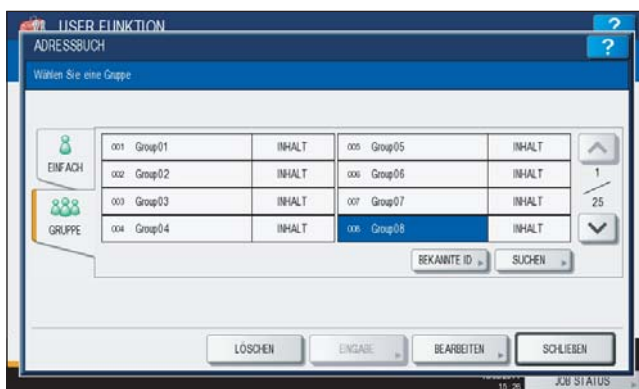 USER FUNKTION ?
ADRESSBUCH ?
Wählen Sie eine Gruppe
EINFACH
GRUPPE
001 Group01 INHALT 005 Group05 INHALT
002 Group02 INHALT 006 Group06 INHALT
003 Group03 INHALT 007 Group07 INHALT
004 Group04 INHALT 008 Group08 INHALT
1
25
BEKANNTE ID SUCHEN
LÖSCHEN EINGABE BEARBEITEN SCHLIEßEN
JOB STATUS